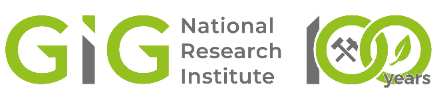 GIG
National
Research
Institute
100
years